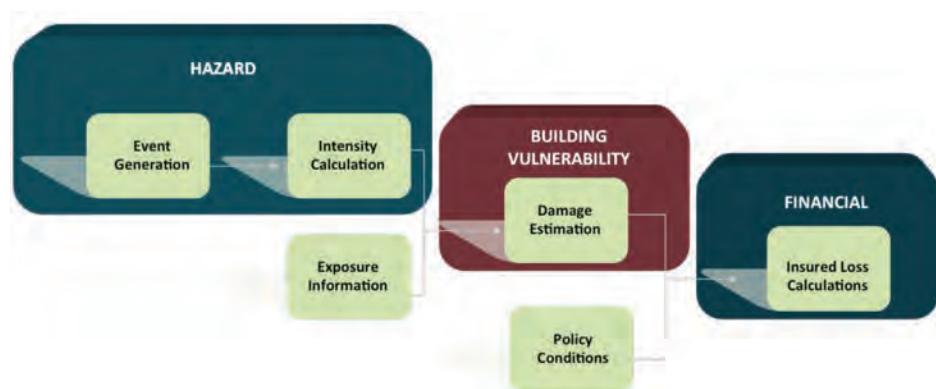 HAZARD
Event
Generation
Intensity
Calculation
Exposure
Information
BUILDING
VULNERABILITY
Damage
Estimation
Policy
Conditions
FINANCIAL
Insured Loss
Calculations